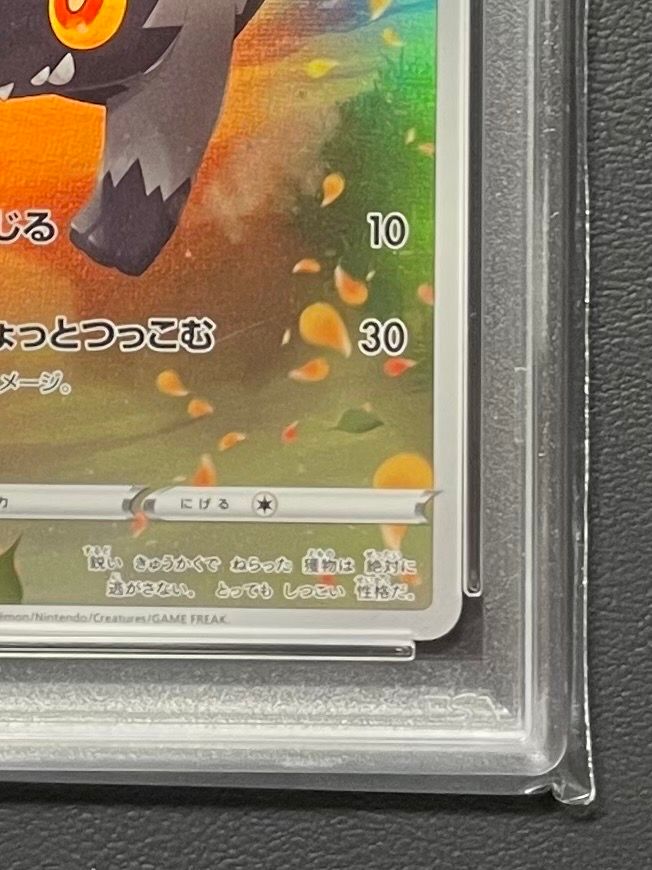 じる 10
ょっとつっこむ 30
メージ。
力 にげる
鋭い きゅうかくで ねらった 獲物は 絶対に
逃がさない。 とっても しつこい 性格だ。
émon/Nintendo/Creatures/GAME FREAK.